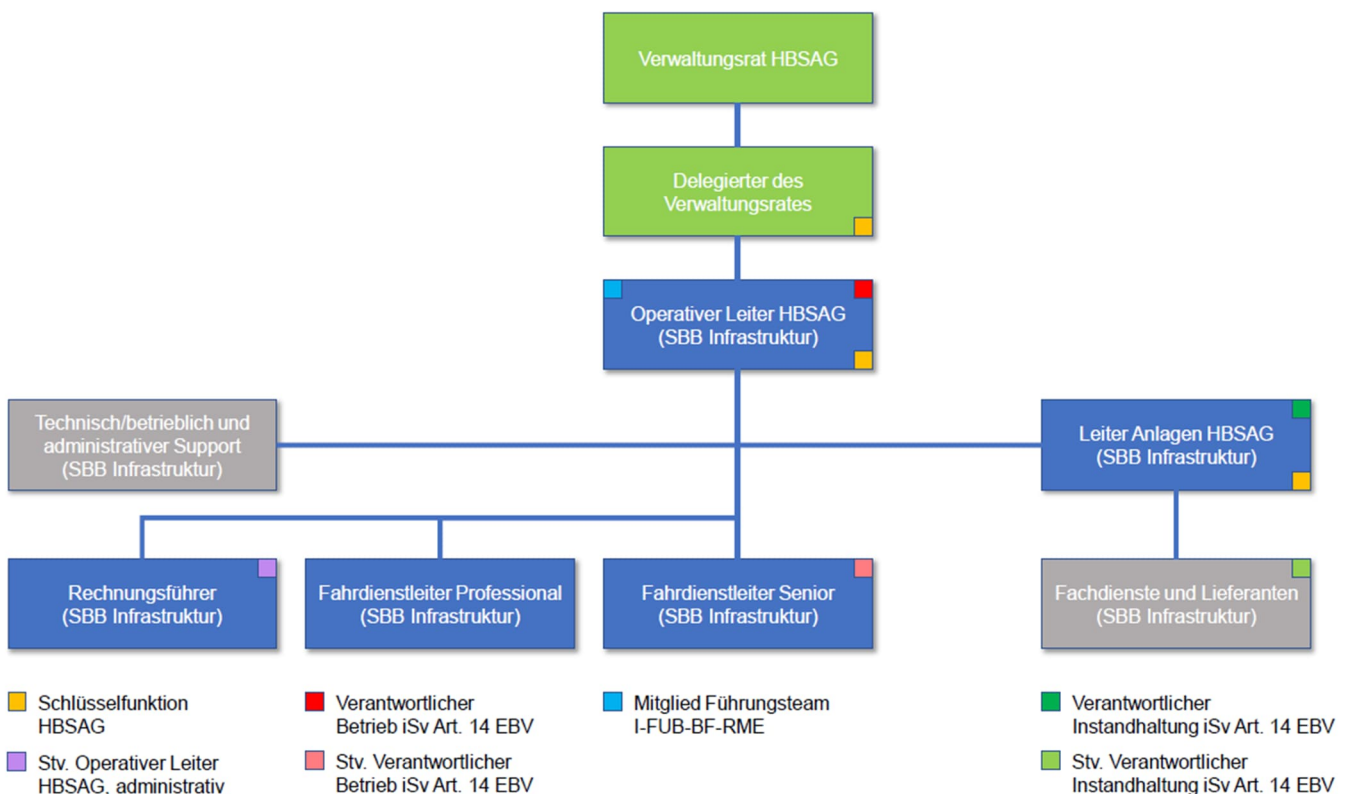 Verwaltungsrat HBSAG
Delegierter des
Verwaltungsrates
Operativer Leiter HBSAG
(SBB Infrastruktur)
Technisch/betrieblich und
administrativer Support
(SBB Infrastruktur)
Leiter Anlagen HBSAG
(SBB Infrastruktur)
Rechnungsführer
(SBB Infrastruktur)
Fahrdienstleiter Professional
(SBB Infrastruktur)
Fahrdienstleiter Senior
(SBB Infrastruktur)
Fachdienste und Lieferanten
(SBB Infrastruktur)
Schlüsselfunktion
HBSAG
Stv. Operativer Leiter
HBSAG, administrativ
Verantwortlicher
Betrieb iSv Art. 14 EBV
Stv. Verantwortlicher
Betrieb iSv Art. 14 EBV
Mitglied Führungsteam
I-FUB-BF-RME
Verantwortlicher
Instandhaltung iSv Art. 14 EBV
Stv. Verantwortlicher
Instandhaltung iSv Art. 14 EBV